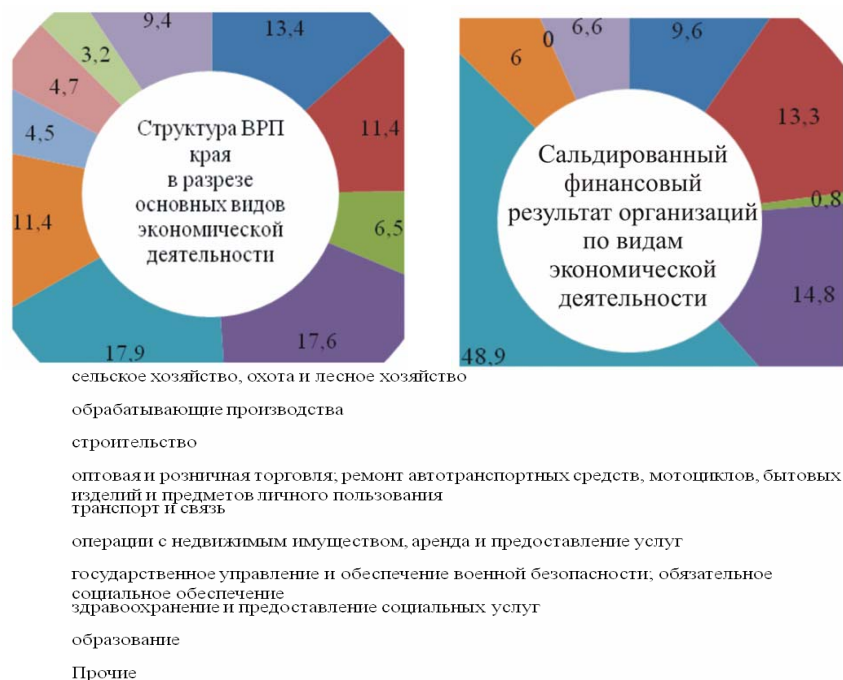 9,4
13,4
3,2
4,7
11,4
4,5
11,4
6,5
17,9
17,6
Структура ВРП
края
в разрезе
основных видов
экономической
деятельности
6,6
9,6
0
6
13,3
0,8
14,8
48,9
Сальдированный
финансовый
результат организаций
по видам
экономической
деятельности
сельское хозяйство, охота и лесное хозяйство
обрабатывающие производства
строительство
оптовая и розничная торговля; ремонт автотранспортных средств, мотоциклов, бытовых
изделий и предметов личного пользования
транспорт и связь
операции с недвижимым имуществом, аренда и предоставление услуг
государственное управление и обеспечение военной безопасности; обязательное
социальное обеспечение
здравоохранение и предоставление социальных услуг
образование
Прочие